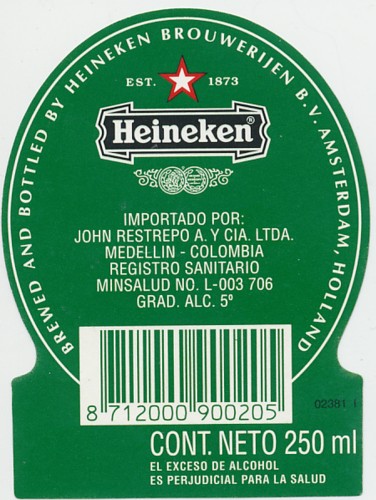 BREWED AND BOTTLED BY HEINEKEN BROUWERIJEN B.V. AMSTERDAM, HOLLAND
EST. 1873
Heineken®
IMPORTADO POR:
JOHN RESTREPO A. Y CIA. LTDA.
MEDELLIN - COLOMBIA
REGISTRO SANITARIO
MINSALUD NO. L-003 706
GRAD. ALC. 5º
8 712000 900205
02381
CONT. NETO 250 ml
EL EXCESO DE ALCOHOL
ES PERJUDICIAL PARA LA SALUD